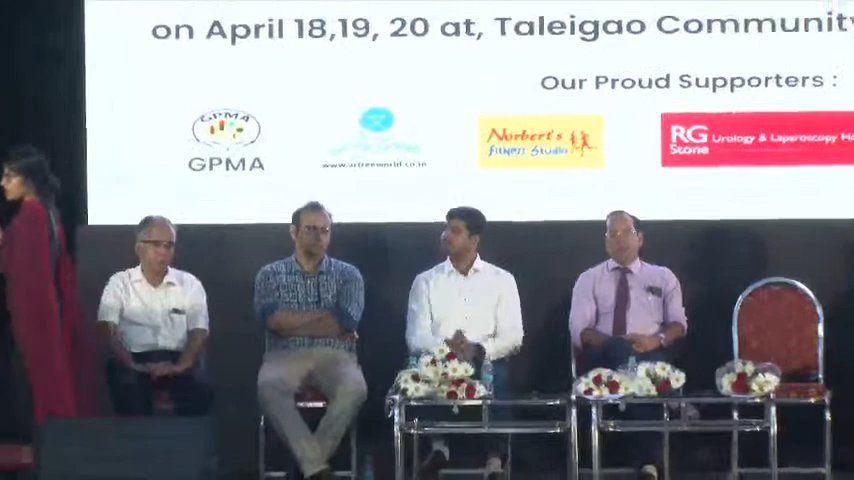 on April 18,19, 20 at, Taleigao Community
Our Proud Supporters :
GPMA
GPMA
www.urfreeworld.co.in
Norbert's
fitness Studio
RG
Stone
Urology & Laparoscopy